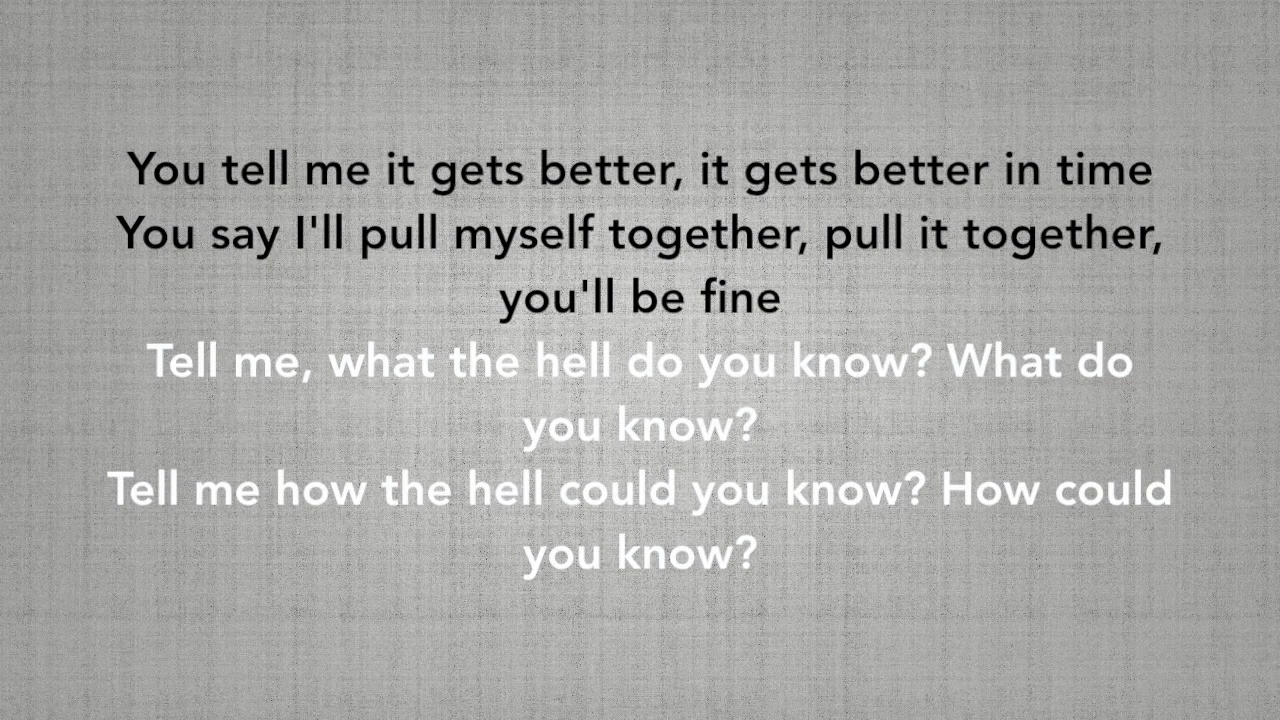 You tell me it gets better, it gets better in time
You say I'll pull myself together, pull it together,
you'll be fine
Tell me, what the hell do you know? What do
you know?
Tell me how the hell could you know? How could
you know?